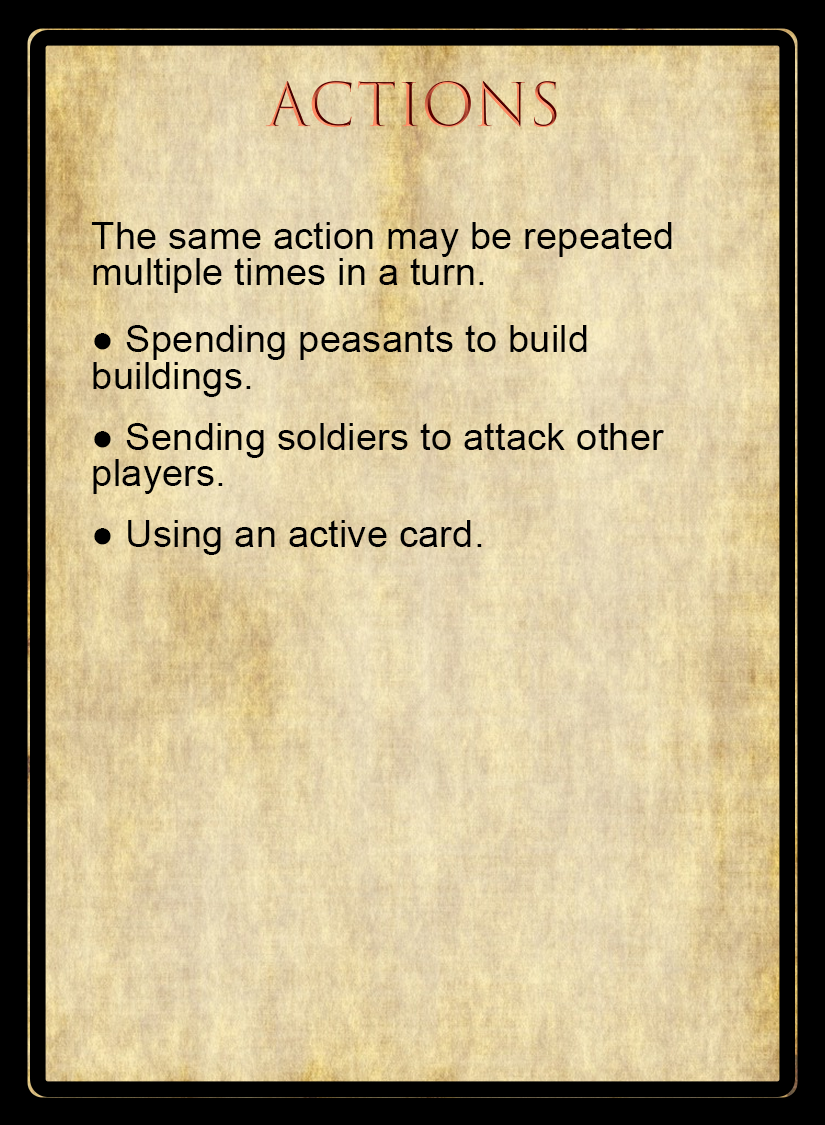 ACTIONS
The same action may be repeated
multiple times in a turn.
● Spending peasants to build
buildings.
● Sending soldiers to attack other
players.
● Using an active card.